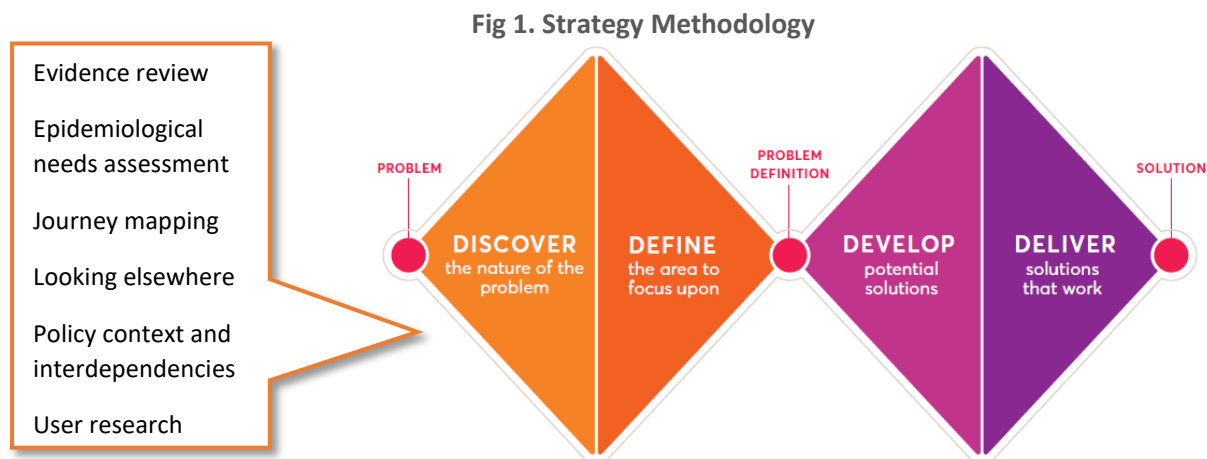 Fig 1. Strategy Methodology
Evidence review
Epidemiological
needs assessment
Journey mapping
Looking elsewhere
Policy context and
interdependencies
User research
PROBLEM
DISCOVER
the nature of the
problem
DEFINE
the area to
focus upon
PROBLEM
DEFINITION
DEVELOP
potential
solutions
DELIVER
solutions
that work
SOLUTION